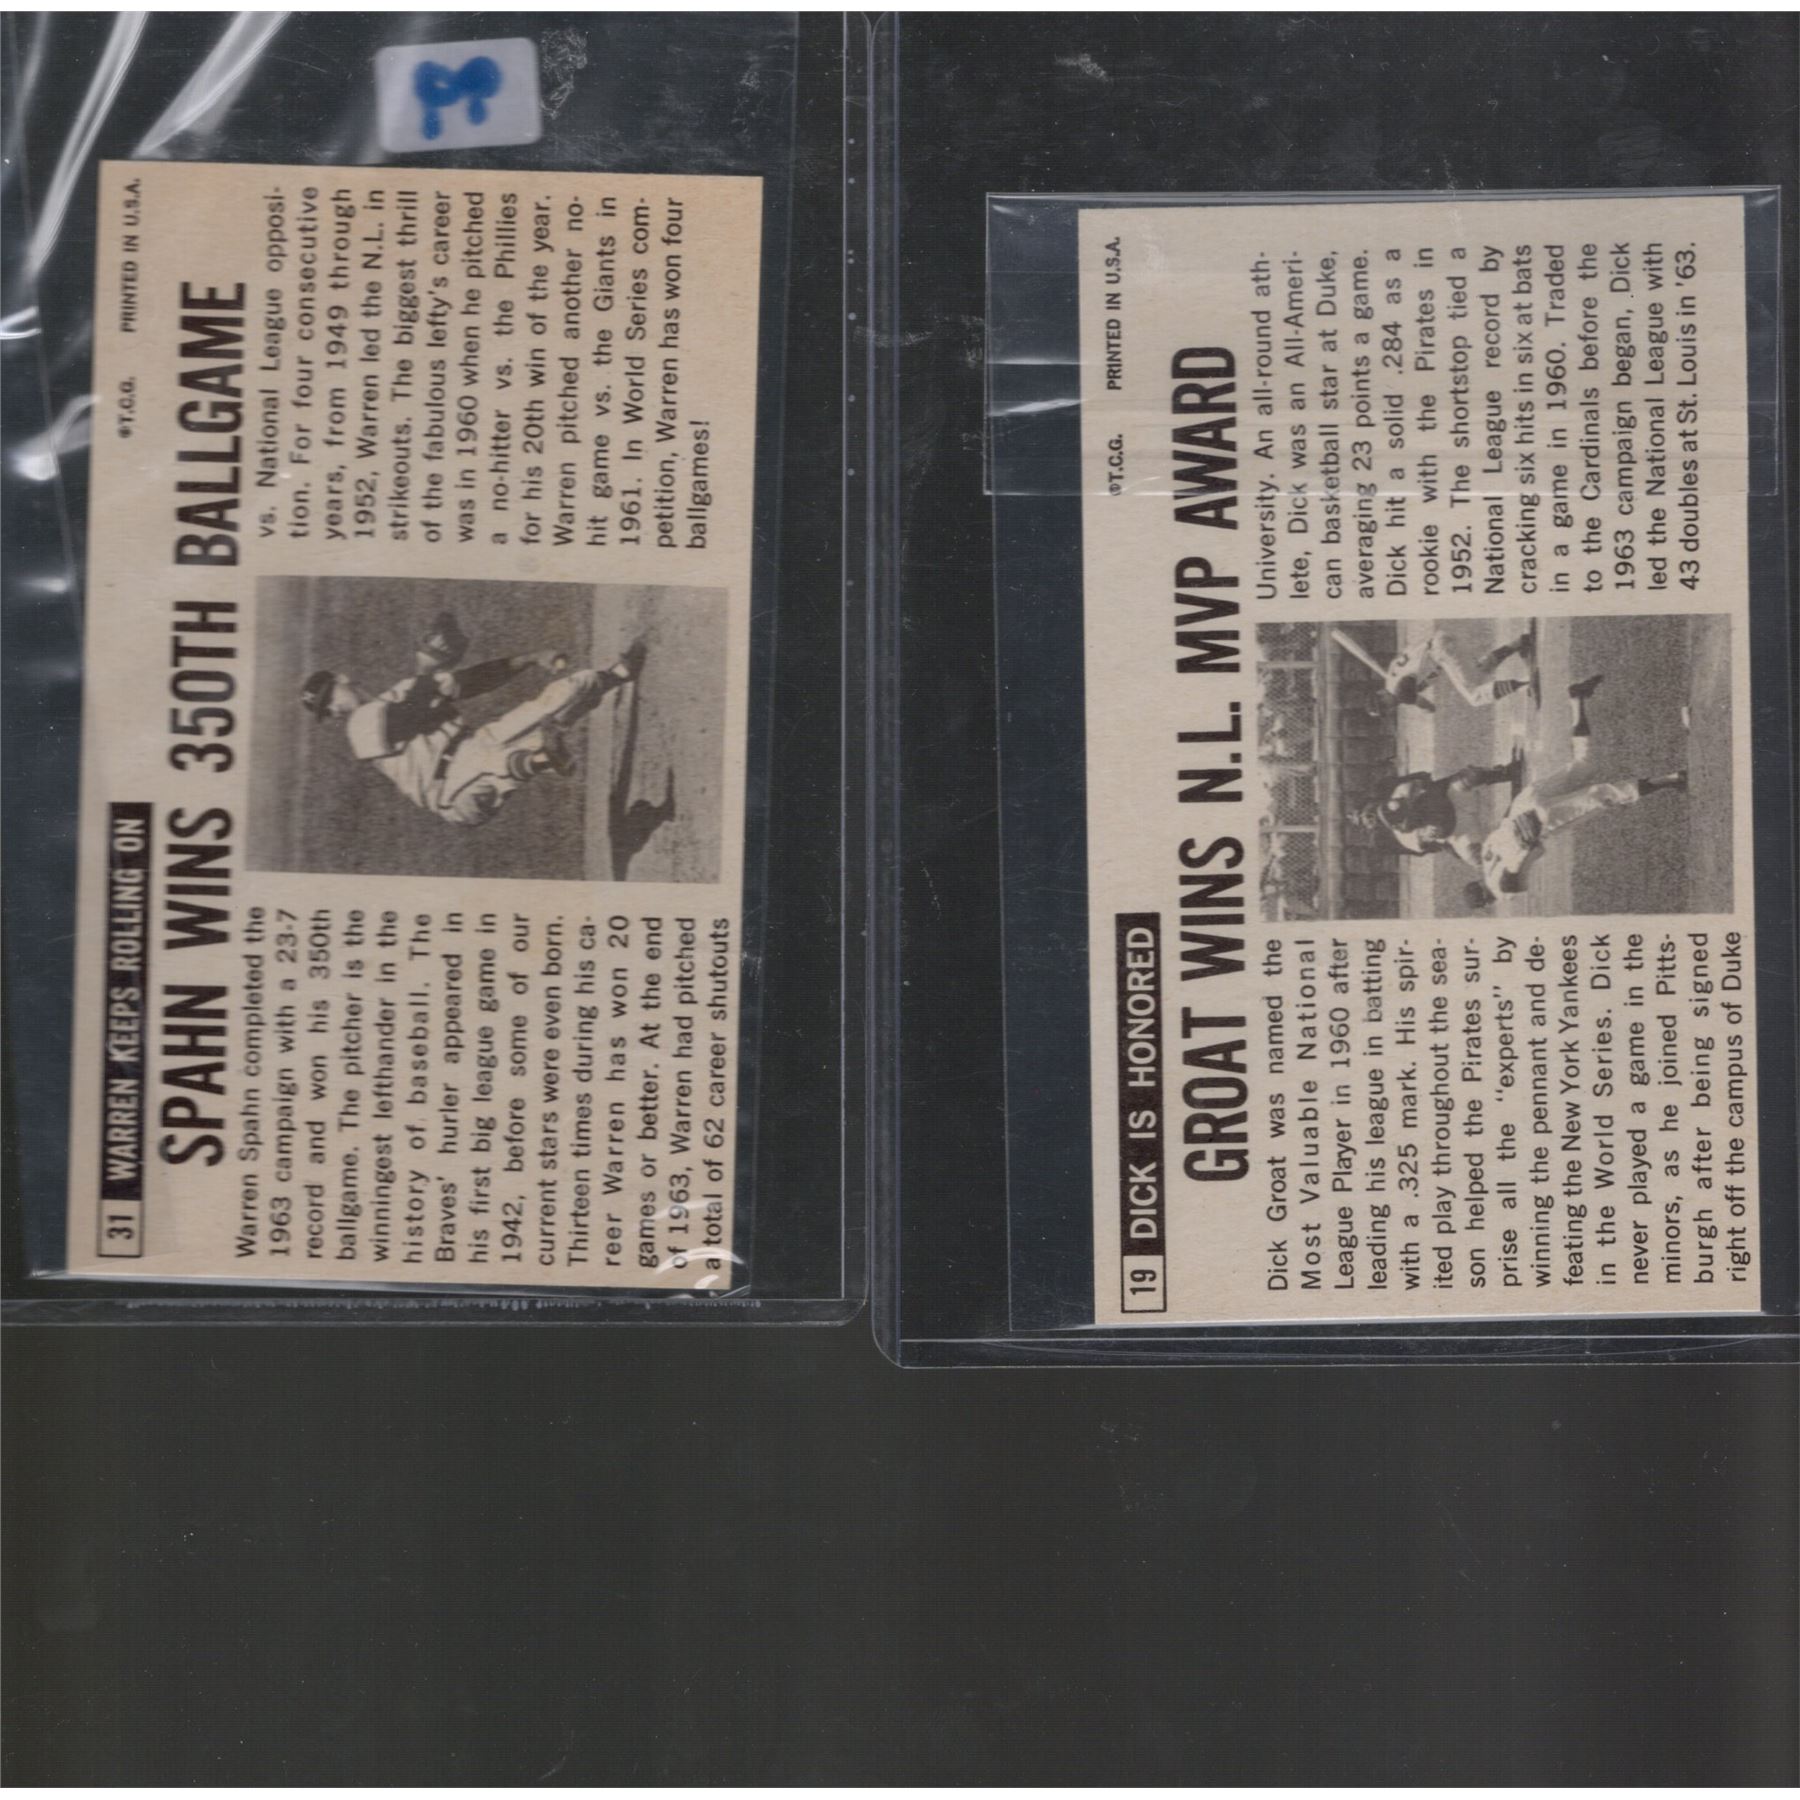 31 WARREN KEEPS ROLLING ON
©T.C.G. PRINTED IN U.S.A.
SPAHN WINS 350TH BALLGAME
Warren Spahn completed the
1963 campaign with a 23-7
record and won his 350th
ballgame. The pitcher is the
winningest lefthander in the
history of baseball. The
Braves' hurler appeared in
his first big league game in
1942, before some of our
current stars were even born.
Thirteen times during his ca-
reer Warren has won 20
games or better. At the end
of 1963, Warren had pitched
a total of 62 career shutouts
vs. National League opposi-
tion. For four consecutive
years, from 1949 through
1952, Warren led the N.L. in
strikeouts. The biggest thrill
of the fabulous lefty's career
was in 1960 when he pitched
a no-hitter vs. the Phillies
for his 20th win of the year.
Warren pitched another no-
hit game vs. the Giants in
1961. In World Series com-
petition, Warren has won four
ballgames!
19 DICK IS HONORED
©T.C.G. PRINTED IN U.S.A.
GROAT WINS N.L. MVP AWARD
Dick Groat was named the
Most Valuable National
League Player in 1960 after
leading his league in batting
with a .325 mark. His spir-
ited play throughout the sea-
son helped the Pirates sur-
prise all the "experts" by
winning the pennant and de-
feating the New York Yankees
in the World Series. Dick
never played a game in the
minors, as he joined Pitts-
burgh after being signed
right off the campus of Duke
University. An all-round ath-
lete, Dick was an All-Ameri-
can basketball star at Duke,
averaging 23 points a game.
Dick hit a solid .284 as a
rookie with the Pirates in
1952. The shortstop tied a
National League record by
cracking six hits in six at bats
in a game in 1960. Traded
to the Cardinals before the
1963 campaign began, Dick
led the National League with
43 doubles at St. Louis in '63.